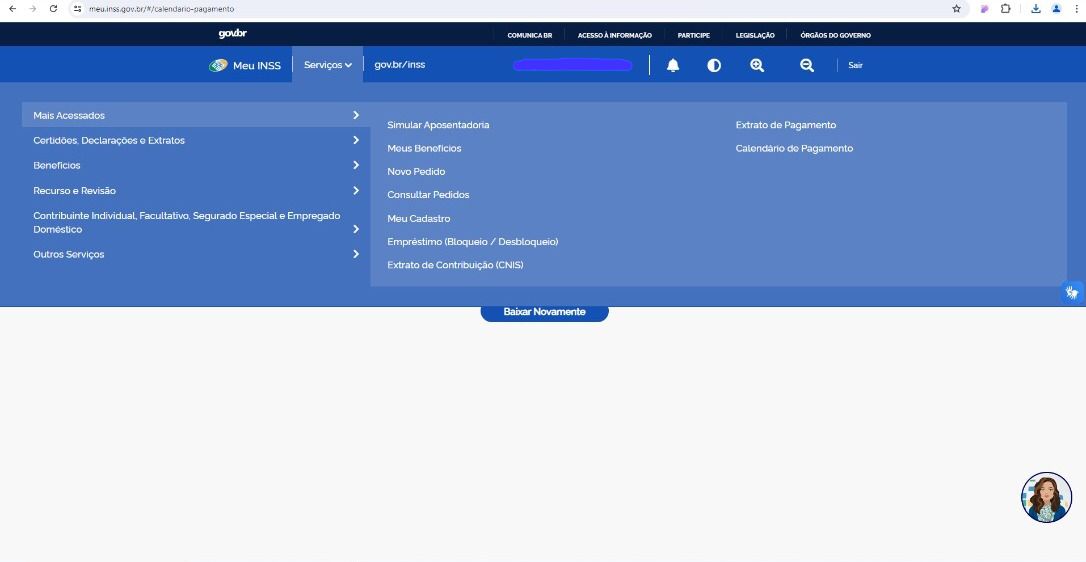 meu.inss.gov.br/#/calendario-pagamento
gov.br
COMUNICA BR
ACESSO À INFORMAÇÃO
PARTICIPE
LEGISLAÇÃO
ÓRGÃOS DO GOVERNO
Meu INSS
Serviços
gov.br/inss
Sair
Mais Acessados
Certidões, Declarações e Extratos
Benefícios
Recurso e Revisão
Contribuinte Individual, Facultativo, Segurado Especial e Empregado
Doméstico
Outros Serviços
Simular Aposentadoria
Meus Benefícios
Novo Pedido
Consultar Pedidos
Meu Cadastro
Empréstimo (Bloqueio / Desbloqueio)
Extrato de Contribuição (CNIS)
Extrato de Pagamento
Calendário de Pagamento
Baixar Novamente